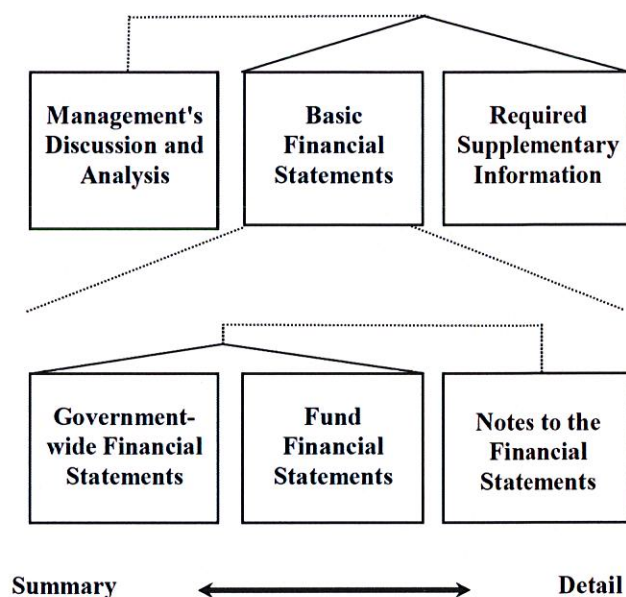 Management's
Discussion and
Analysis
Basic
Financial
Statements
Required
Supplementary
Information
Government-
wide Financial
Statements
Fund
Financial
Statements
Notes to the
Financial
Statements
Summary
Detail